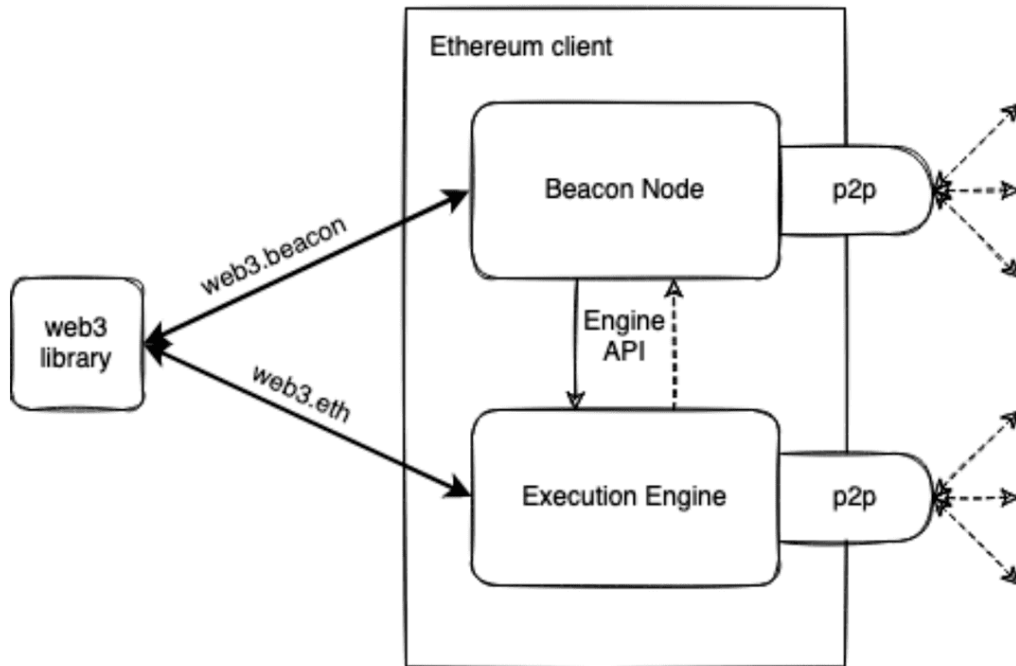 Ethereum client
Beacon Node
p2p
web3.beacon
Engine
API
web3
library
web3.eth
Execution Engine
p2p